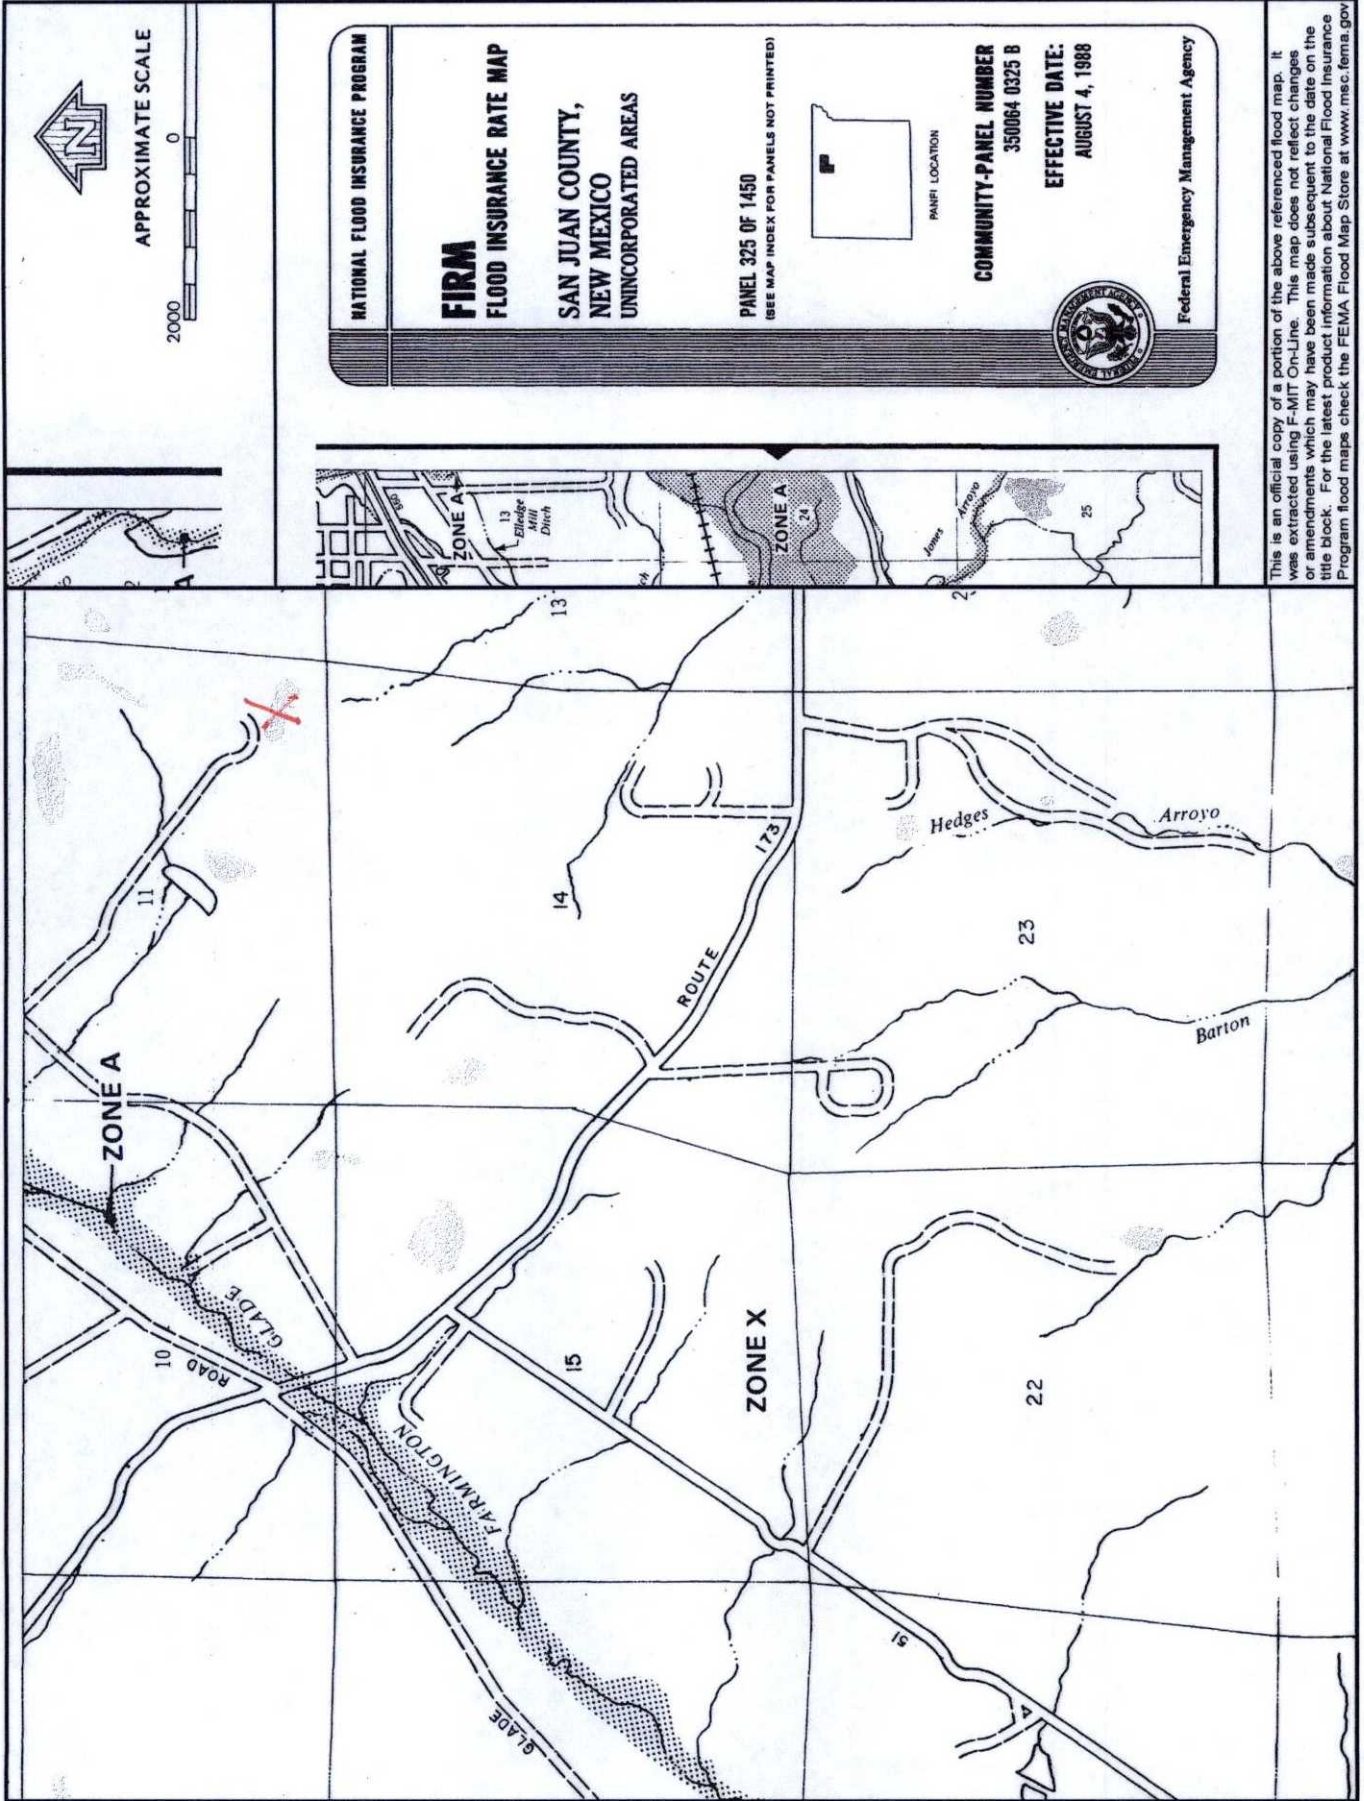 APPROXIMATE SCALE
2000 0
N
NATIONAL FLOOD INSURANCE PROGRAM
FIRM
FLOOD INSURANCE RATE MAP
SAN JUAN COUNTY,
NEW MEXICO
UNINCORPORATED AREAS
PANEL 325 OF 1450
(SEE MAP INDEX FOR PANELS NOT PRINTED)
PANEL LOCATION
COMMUNITY-PANEL NUMBER
350064 0325 B
EFFECTIVE DATE:
AUGUST 4, 1988
FEDERAL EMERGENCY MANAGEMENT AGENCY
Federal Emergency Management Agency
This is an official copy of a portion of the above referenced flood map. It
was extracted using F-MIT On-Line. This map does not reflect changes
or amendments which may have been made subsequent to the date on the
title block. For the latest product information about National Flood Insurance
Program flood maps check the FEMA Flood Map Store at www.msc.fema.gov
ZONE A
13
Elledge
Mill
Ditch
ZONE A
24
Jones Arroyo
25
A
ZONE A
11
13
14
10
ROAD
GLADE
FARMINGTON
GLADE
15
ROUTE 173
ZONE X
51
22
23
Hedges Arroyo
Barton